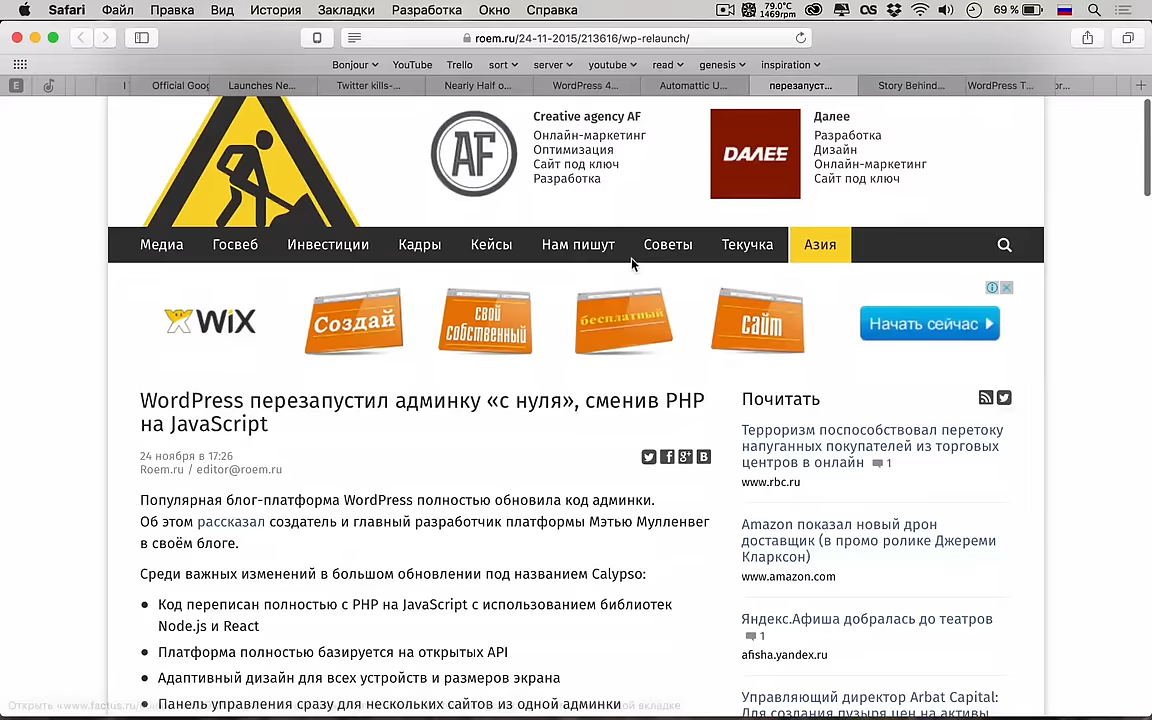 Safari Файл Правка Вид История Закладки Разработка Окно Справка 79.0°C 1469rpm 69 %
roem.ru/24-11-2015/213616/wp-relaunch/
Bonjour YouTube Trello sort server youtube read genesis inspiration
Official Goog Launches Ne... Twitter kills-... Nearly Half o... WordPress 4... Automattic U... перезапуст... Story Behind... WordPress T...
Creative agency AF
Онлайн-маркетинг
Оптимизация
Сайт под ключ
Разработка
AF
ДАЛЕЕ
Далее
Разработка
Дизайн
Онлайн-маркетинг
Сайт под ключ
Медиа Госвеб Инвестиции Кадры Кейсы Нам пишут Советы Текучка Азия
WiX Создай свой собственный бесплатный сайт Начать сейчас
WordPress перезапустил админку «с нуля», сменив PHP
на JavaScript
24 ноября в 17:26
Roem.ru / editor@roem.ru
Популярная блог-платформа WordPress полностью обновила код админки.
Об этом рассказал создатель и главный разработчик платформы Мэтью Мулленвег
в своём блоге.
Среди важных изменений в большом обновлении под названием Calypso:
• Код переписан полностью с PHP на JavaScript с использованием библиотек
Node.js и React
• Платформа полностью базируется на открытых API
• Адаптивный дизайн для всех устройств и размеров экрана
• Панель управления сразу для нескольких сайтов из одной админки
Почитать
Терроризм поспособствовал перетоку
напуганных покупателей из торговых
центров в онлайн 1
www.rbc.ru
Amazon показал новый дрон
доставщик (в промо ролике Джереми
Кларксон)
www.amazon.com
Яндекс.Афиша добралась до театров
1
afisha.yandex.ru
Управляющий директор Arbat Capital:
Для создания пузыря цен на активы